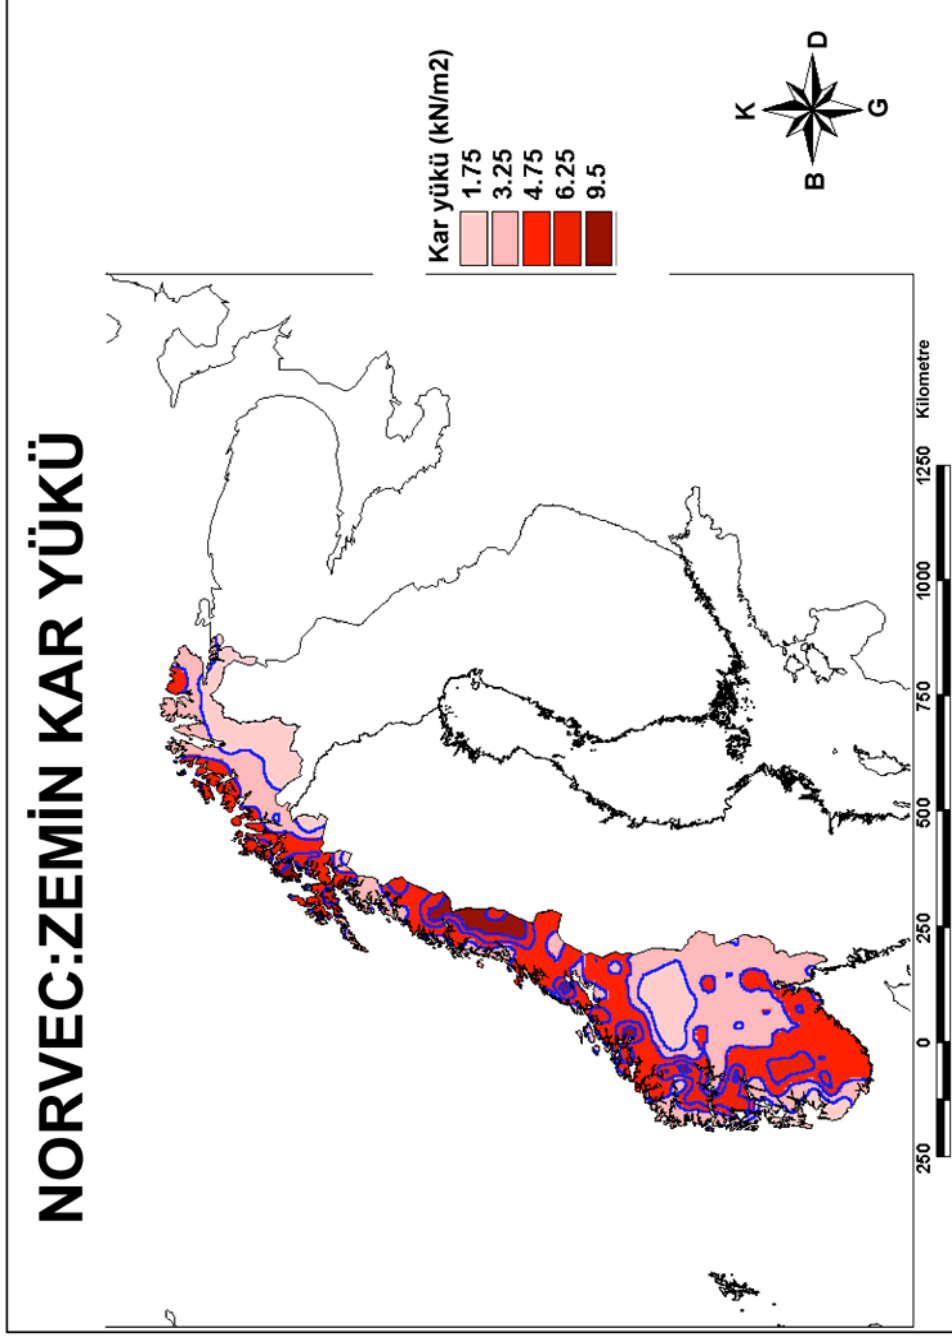 NORVEC:ZEMİN KAR YÜKÜ
Kar yükü (kN/m2)
1.75
3.25
4.75
6.25
9.5
K
B D
G
250 0 250 500 750 1000 1250 Kilometre